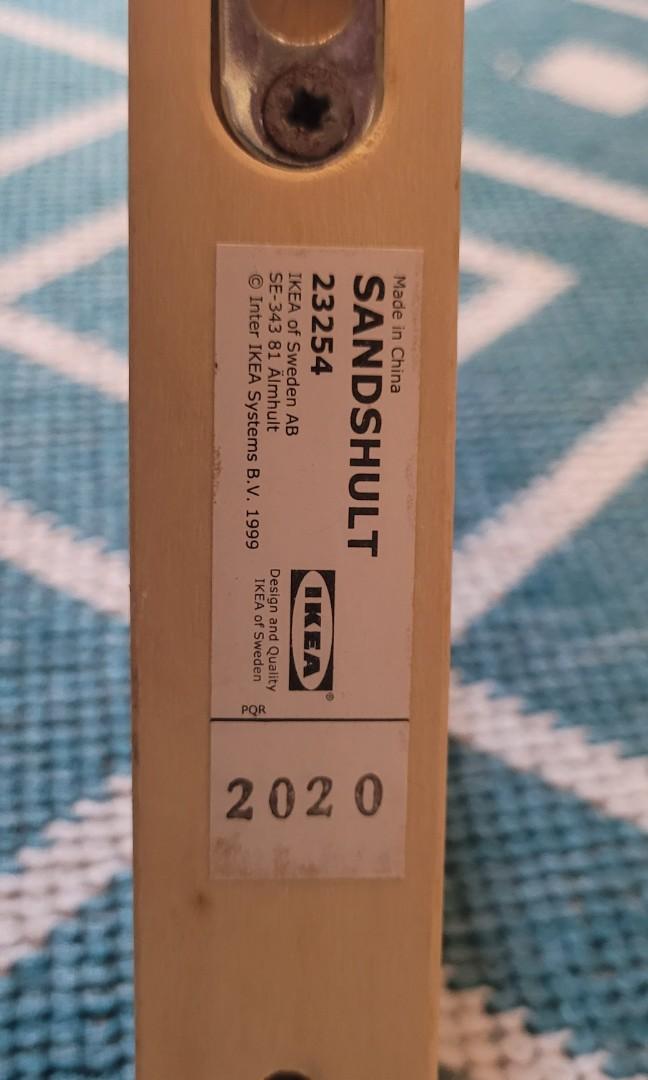 Made in China
SANDSHULT
23254
IKEA of Sweden AB
SE-343 81 Älmhult
© Inter IKEA Systems B.V. 1999
IKEA®
Design and Quality
IKEA of Sweden
PQR
2020